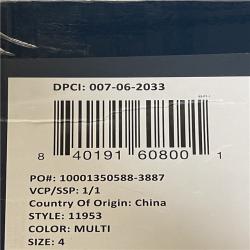 DPCI: 007-06-2033
8 40191 60800 1
PO#: 10001350588-3887
VCP/SSP: 1/1
Country Of Origin: China
STYLE: 11953
COLOR: MULTI
SIZE: 4